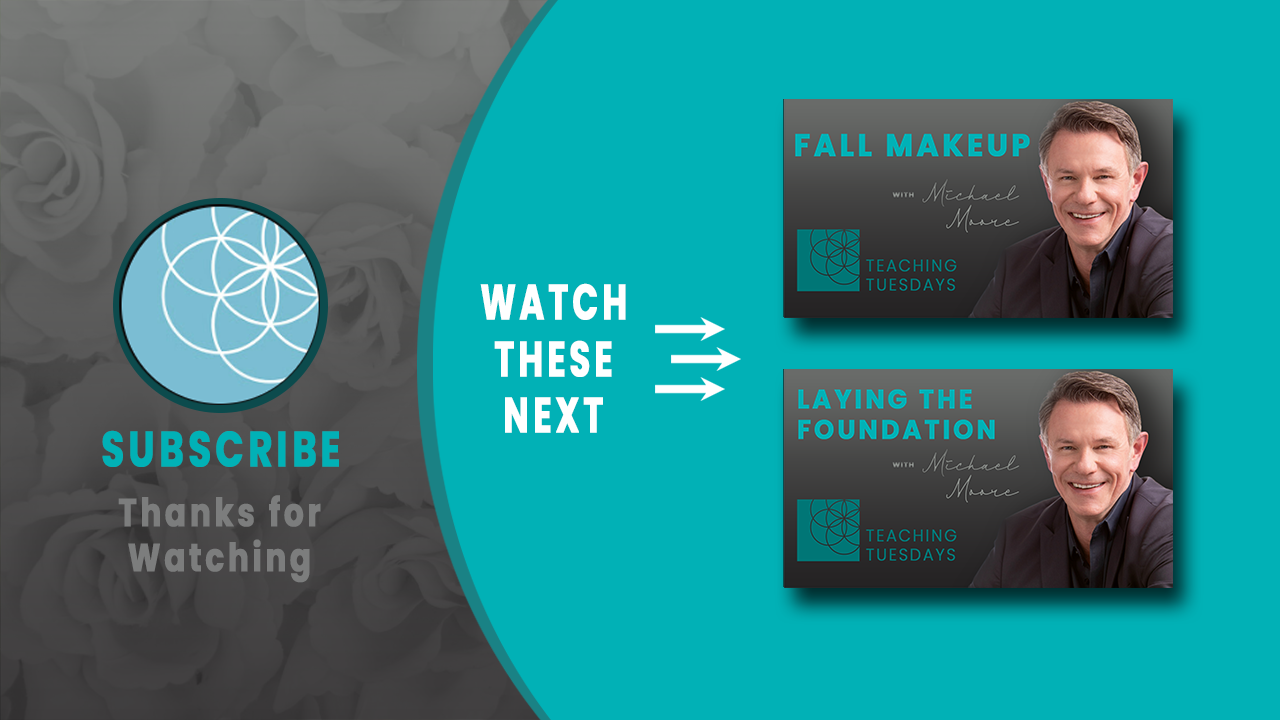 SUBSCRIBE
Thanks for
Watching
WATCH
THESE
NEXT
FALL MAKEUP
WITH Michael
Moore
TEACHING
TUESDAYS
LAYING THE
FOUNDATION
WITH Michael
Moore
TEACHING
TUESDAYS